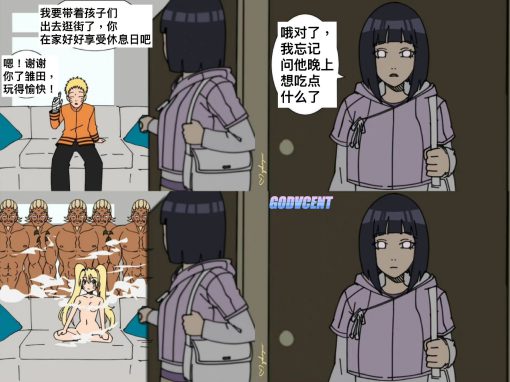 我要带着孩子们
出去逛街了，你
在家好好享受休息日吧
嗯！谢谢
你了雏田，
玩得愉快！
哦对了，
我忘记
问他晚上
想吃点
什么了
GODVCENT